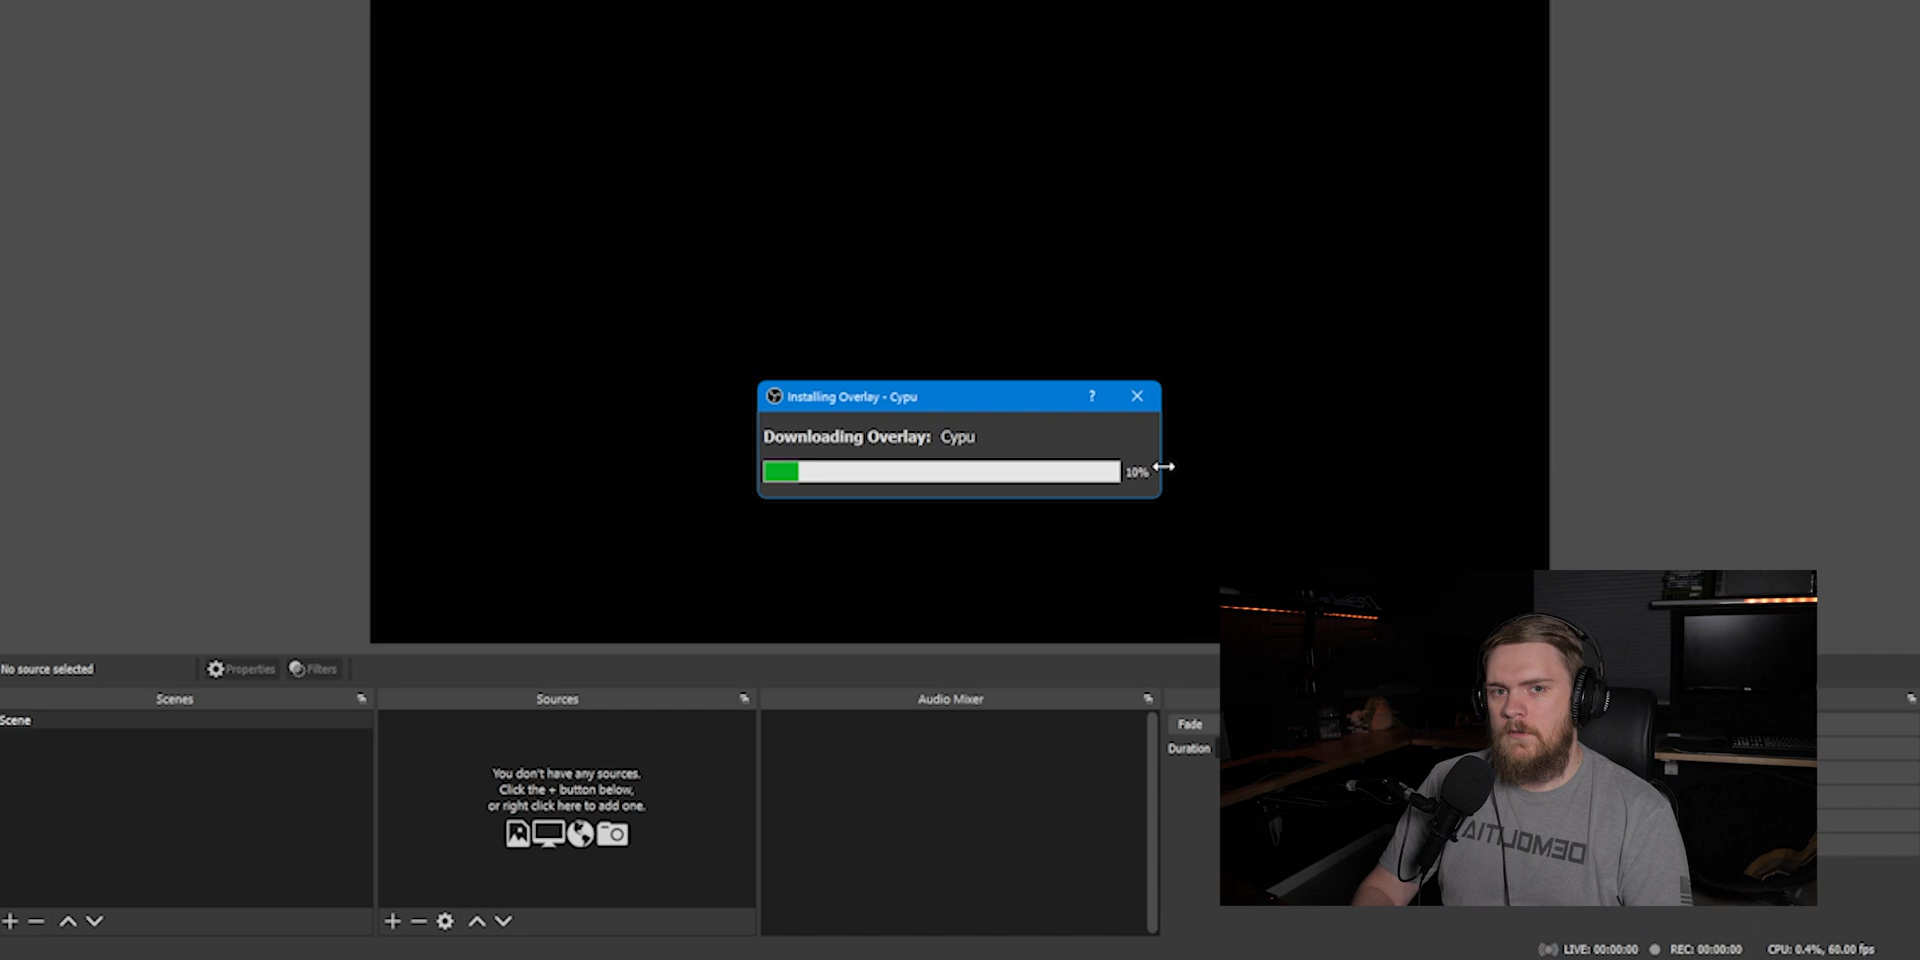 Installing Overlay - Cypu
?
Downloading Overlay: Cypu
10%
No source selected
Properties
Filters
Scenes
Sources
Audio Mixer
Scene
Fade
Duration
You don't have any sources.
Click the + button below,
or right click here to add one.
DEMOLITIA
LIVE: 00:00:00
REC: 00:00:00
CPU: 0.4%, 60.00 fps